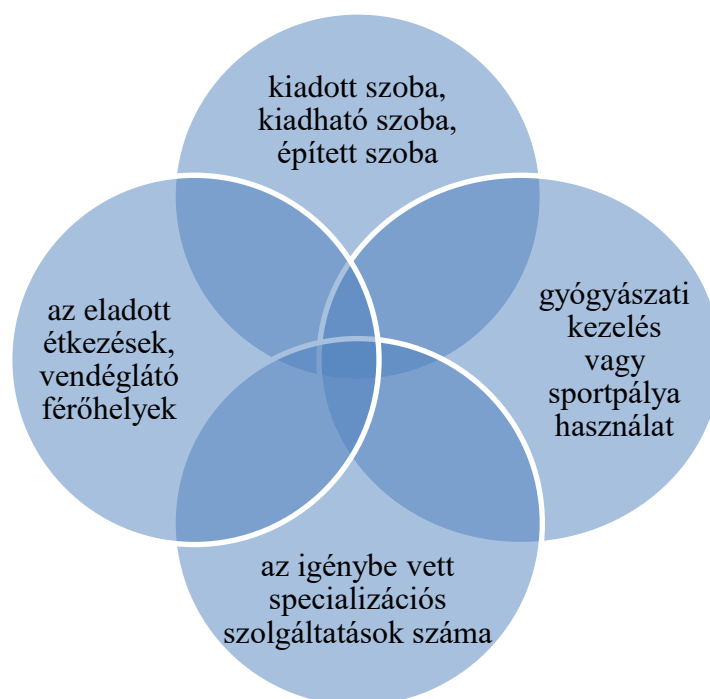 kiadott szoba,
kiadható szoba,
épített szoba
az eladott
étkezések,
vendéglátó
férőhelyek
gyógyászati
kezelés
vagy
sportpálya
használat
az igénybe vett
specializációs
szolgáltatások száma